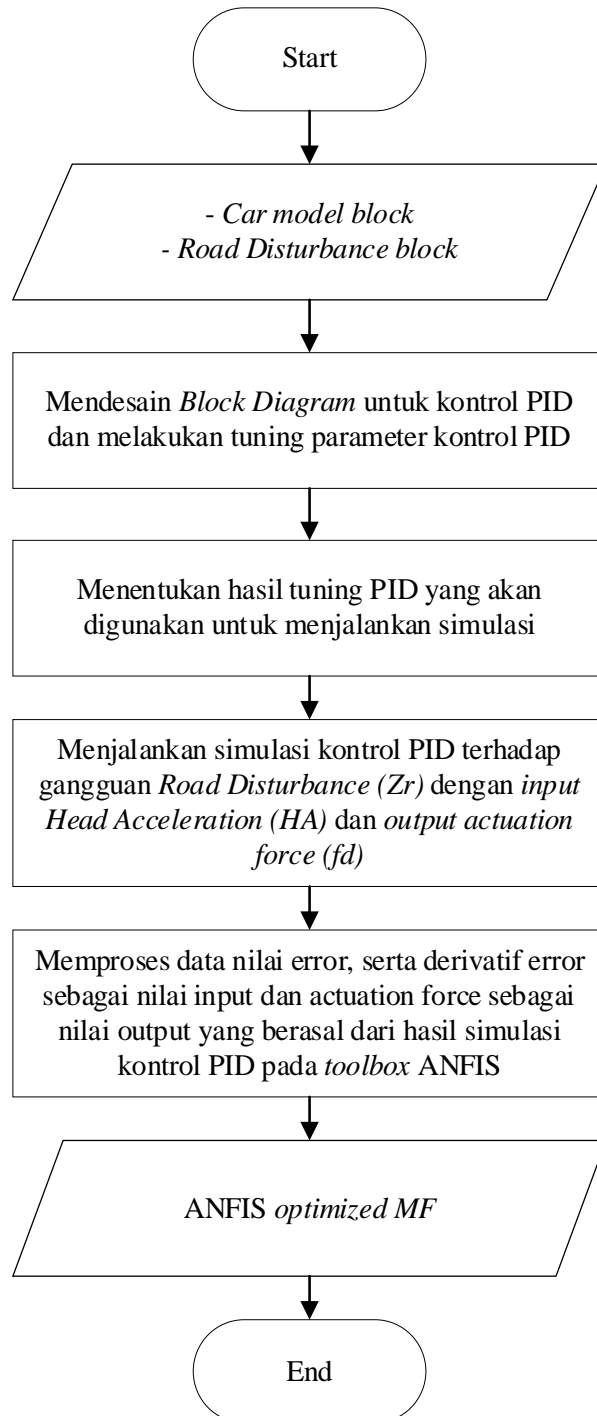 Start
- Car model block
- Road Disturbance block
Mendesain Block Diagram untuk kontrol PID
dan melakukan tuning parameter kontrol PID
Menentukan hasil tuning PID yang akan
digunakan untuk menjalankan simulasi
Menjalankan simulasi kontrol PID terhadap
gangguan Road Disturbance (Zr) dengan input
Head Acceleration (HA) dan output actuation
force (fd)
Memproses data nilai error, serta derivatif error
sebagai nilai input dan actuation force sebagai
nilai output yang berasal dari hasil simulasi
kontrol PID pada toolbox ANFIS
ANFIS optimized MF
End